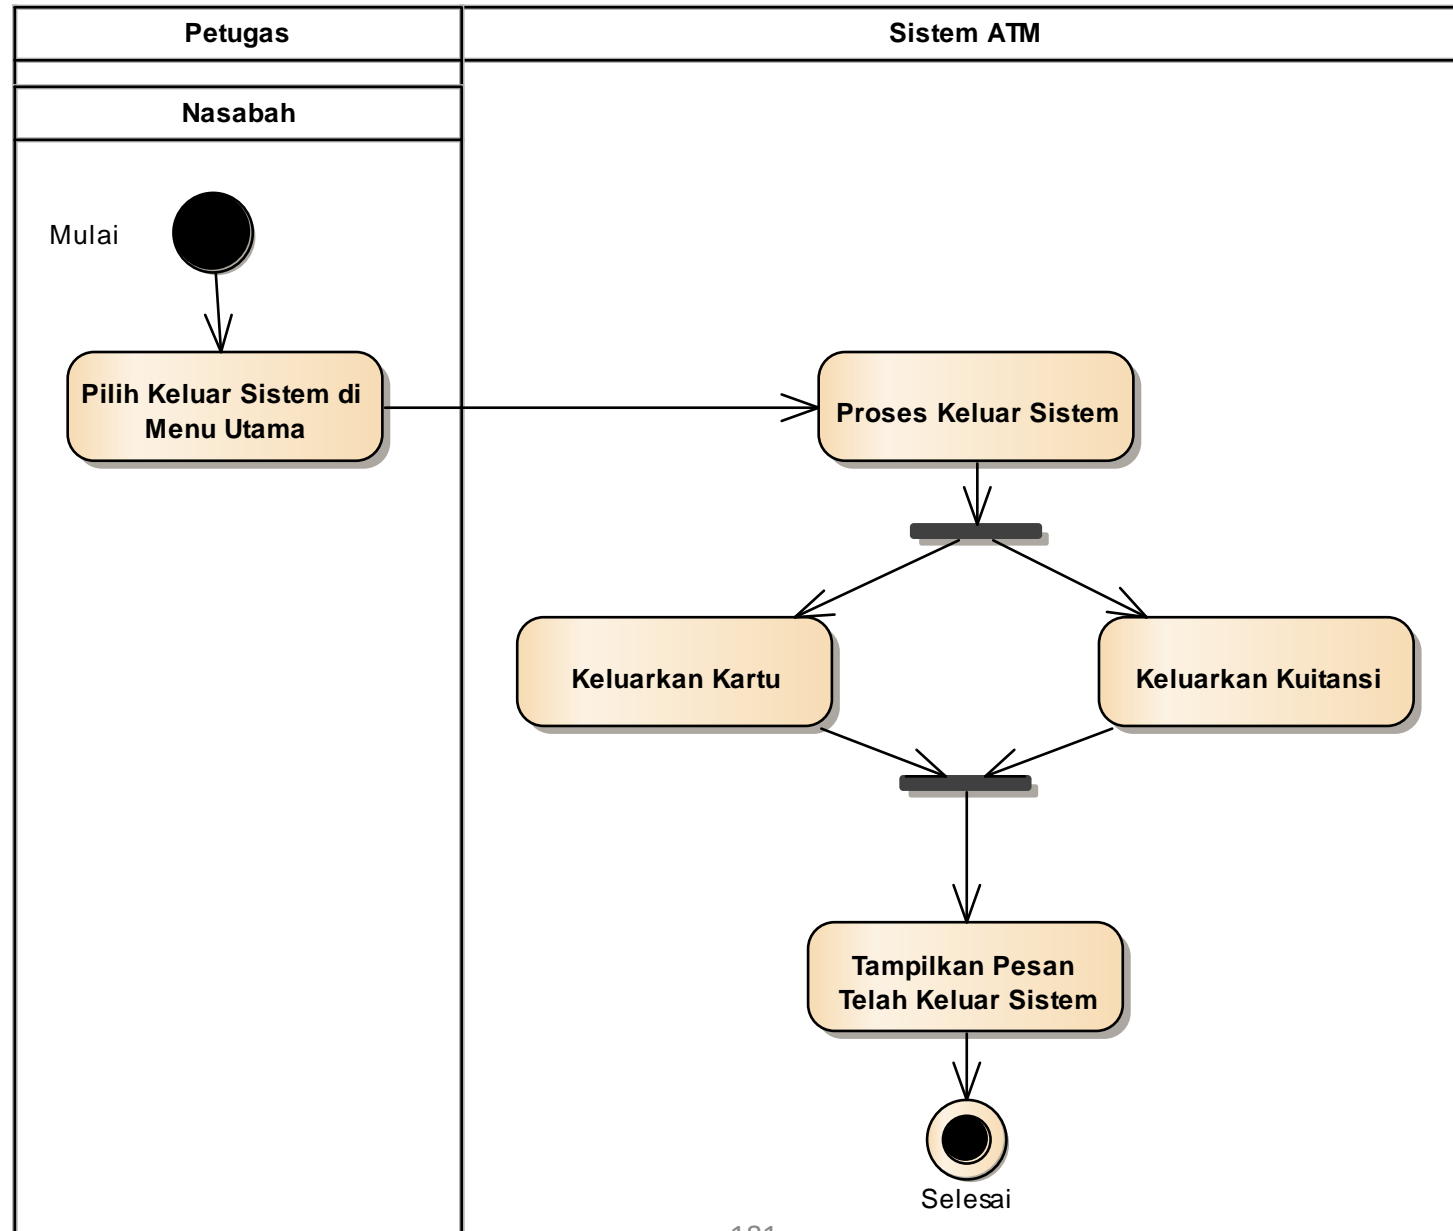 Petugas
Sistem ATM
Nasabah
Mulai
Pilih Keluar Sistem di
Menu Utama
Proses Keluar Sistem
Keluarkan Kartu
Keluarkan Kuitansi
Tampilkan Pesan
Telah Keluar Sistem
Selesai